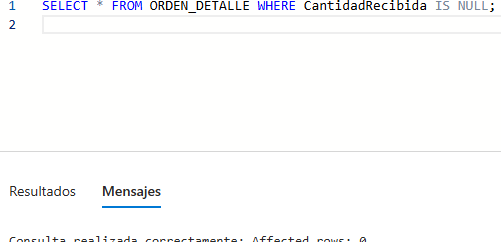 1 SELECT * FROM ORDEN_DETALLE WHERE CantidadRecibida IS NULL;
2
Resultados Mensajes
Consulta realizada correctamente: Affected rows: 0